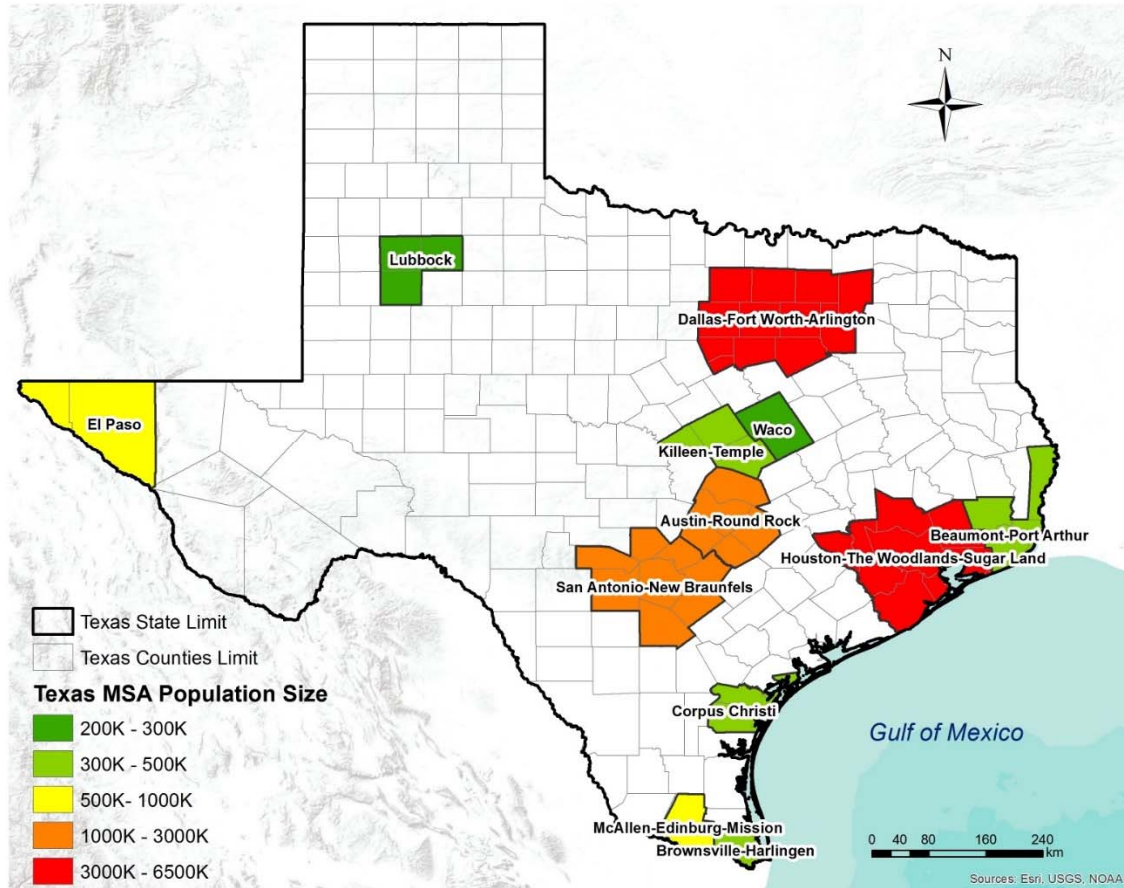 N
Lubbock
Dallas-Fort Worth-Arlington
El Paso
Waco
Killeen-Temple
Austin-Round Rock
Beaumont-Port Arthur
Houston-The Woodlands-Sugar Land
San Antonio-New Braunfels
Texas State Limit
Texas Counties Limit
Texas MSA Population Size
200K - 300K
300K - 500K
500K- 1000K
1000K - 3000K
3000K - 6500K
Corpus Christi
Gulf of Mexico
McAllen-Edinburg-Mission
Brownsville-Harlingen
0 40 80 160 240
km
Sources: Esri, USGS, NOAA